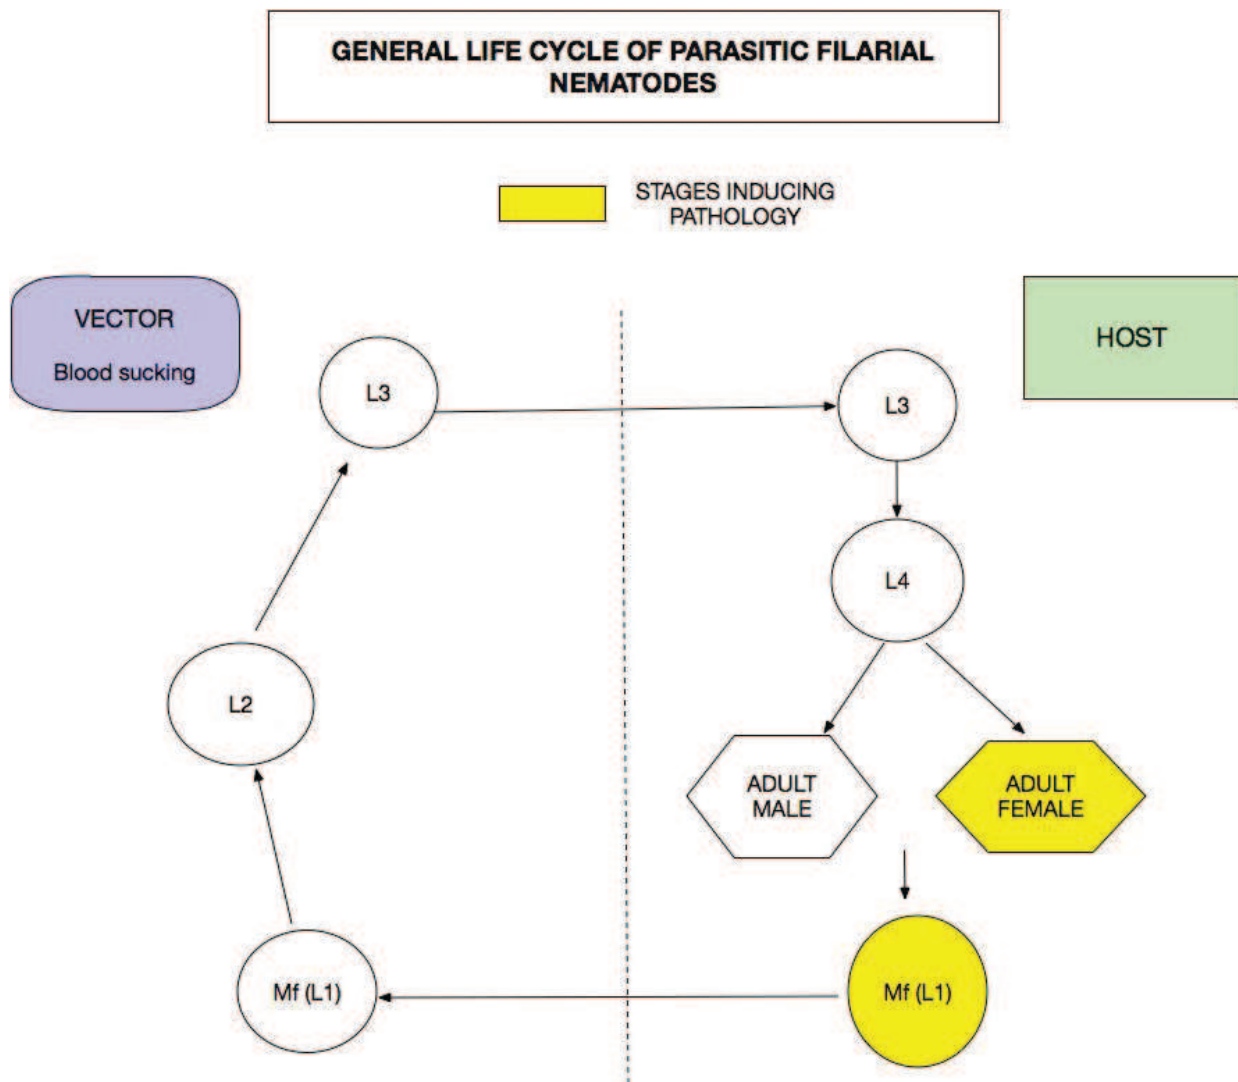 GENERAL LIFE CYCLE OF PARASITIC FILARIAL
NEMATODES
STAGES INDUCING
PATHOLOGY
VECTOR
Blood sucking
HOST
L3
L3
L4
L2
ADULT
MALE
ADULT
FEMALE
Mf (L1)
Mf (L1)